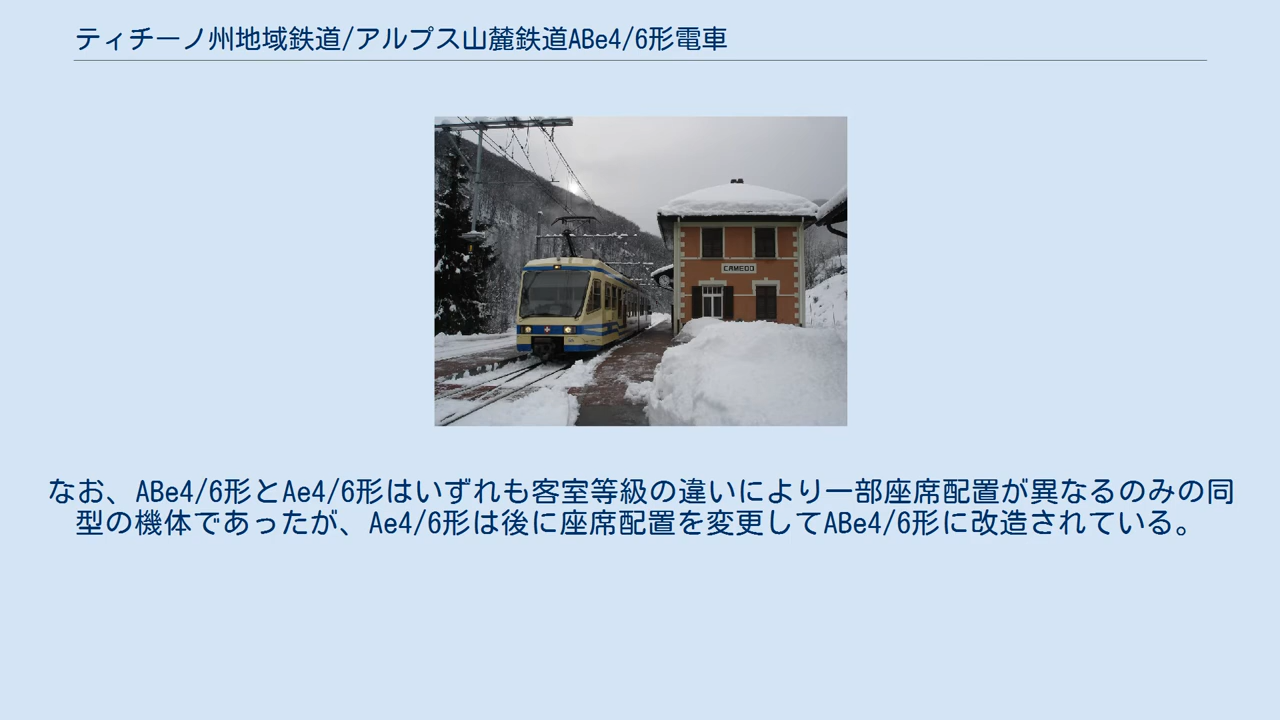 ティチーノ州地域鉄道/アルプス山麓鉄道ABe4/6形電車
CAMEDO
なお、ABe4/6形とAe4/6形はいずれも客室等級の違いにより一部座席配置が異なるのみの同
型の機体であったが、Ae4/6形は後に座席配置を変更してABe4/6形に改造されている。